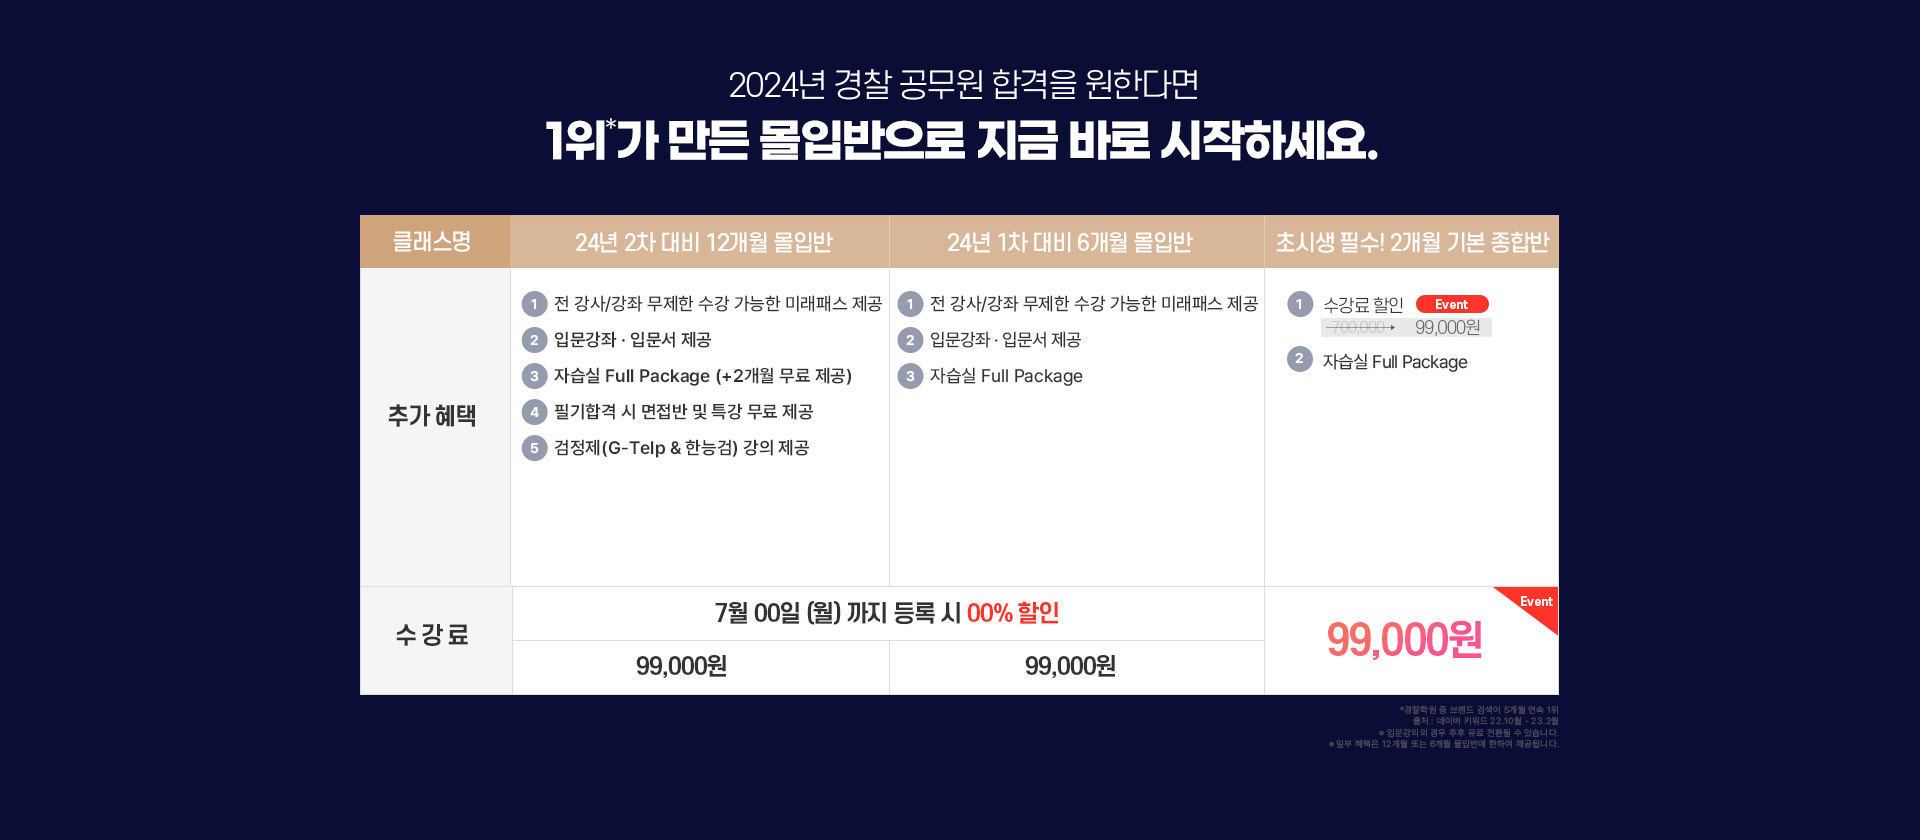 2024년 경찰 공무원 합격을 원한다면
1위*가 만든 몰입반으로 지금 바로 시작하세요.
클래스명
24년 2차 대비 12개월 몰입반
24년 1차 대비 6개월 몰입반
초시생 필수! 2개월 기본 종합반
추가 혜택
1 전 강사/강좌 무제한 수강 가능한 미래패스 제공
2 입문강좌 · 입문서 제공
3 자습실 Full Package (+2개월 무료 제공)
4 필기합격 시 면접반 및 특강 무료 제공
5 검정제(G-Telp & 한능검) 강의 제공
1 전 강사/강좌 무제한 수강 가능한 미래패스 제공
2 입문강좌 · 입문서 제공
3 자습실 Full Package
1 수강료 할인 Event
700,000 99,000원
2 자습실 Full Package
수강료
7월 00일 (월) 까지 등록 시 00% 할인
99,000원
99,000원
Event
99,000원
*경찰학원 중 브랜드 검색어 5개월 연속 1위
출처 : 네이버 키워드 22.10월 - 23.2월
※ 입문강의의 경우 추후 유료 전환될 수 있습니다.
※ 일부 혜택은 12개월 또는 6개월 몰입반에 한하여 제공됩니다.